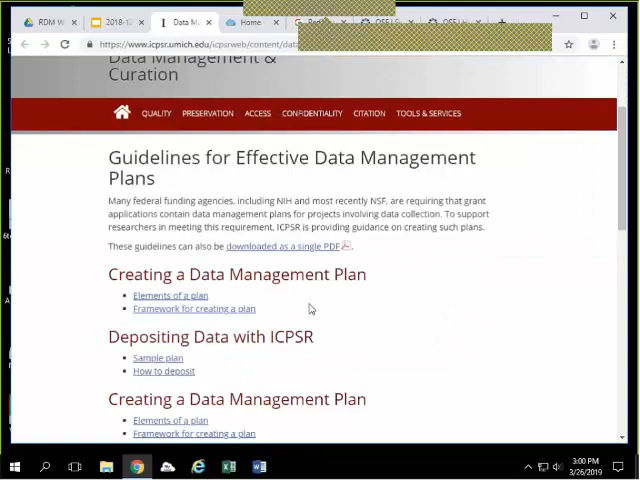 RDM W
2018-12
Data M
Home
https://www.icpsr.umich.edu/icpsrweb/content/data
Data Management &
Curation
QUALITY PRESERVATION ACCESS CONFIDENTIALITY CITATION TOOLS & SERVICES
Guidelines for Effective Data Management
Plans
Many federal funding agencies, including NIH and most recently NSF, are requiring that grant
applications contain data management plans for projects involving data collection. To support
researchers in meeting this requirement, ICPSR is providing guidance on creating such plans.
These guidelines can also be downloaded as a single PDF.
Creating a Data Management Plan
Elements of a plan
Framework for creating a plan
Depositing Data with ICPSR
Sample plan
How to deposit
Creating a Data Management Plan
Elements of a plan
Framework for creating a plan
3:00 PM
3/26/2019